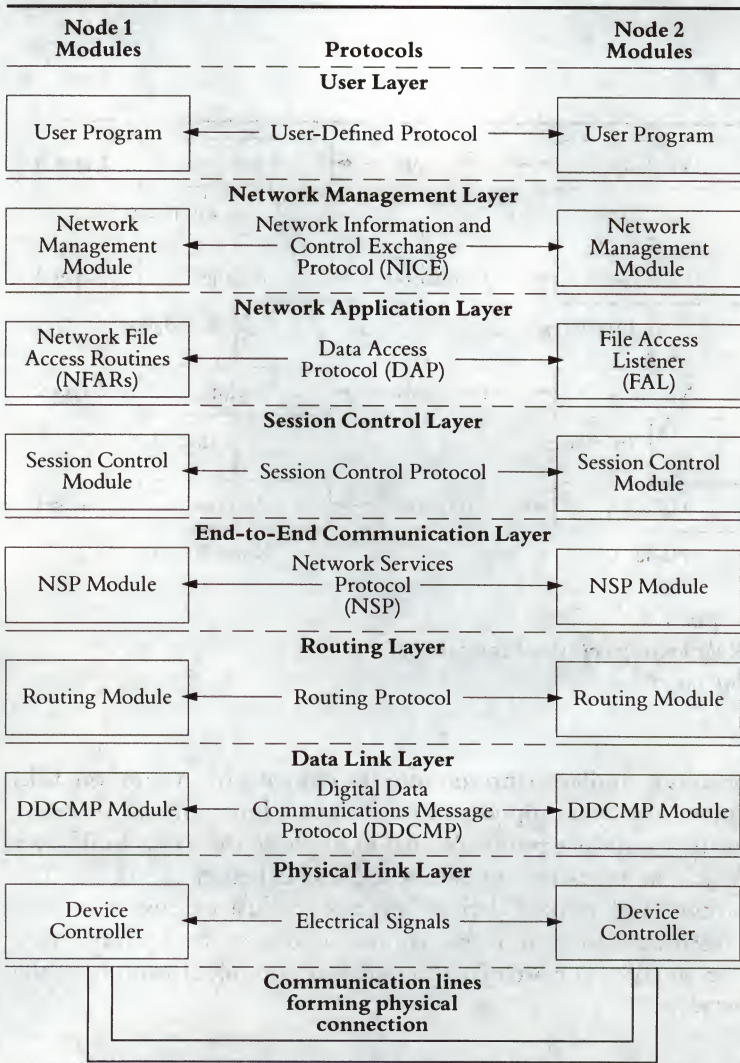 Node 1
Modules
Protocols
Node 2
Modules
User Layer
User Program
User-Defined Protocol
User Program
Network Management Layer
Network
Management
Module
Network Information and
Control Exchange
Protocol (NICE)
Network
Management
Module
Network Application Layer
Network File
Access Routines
(NFARs)
Data Access
Protocol (DAP)
File Access
Listener
(FAL)
Session Control Layer
Session Control
Module
Session Control Protocol
Session Control
Module
End-to-End Communication Layer
NSP Module
Network Services
Protocol
(NSP)
NSP Module
Routing Layer
Routing Module
Routing Protocol
Routing Module
Data Link Layer
DDCMP Module
Digital Data
Communications Message
Protocol (DDCMP)
DDCMP Module
Physical Link Layer
Device
Controller
Electrical Signals
Device
Controller
Communication lines
forming physical
connection